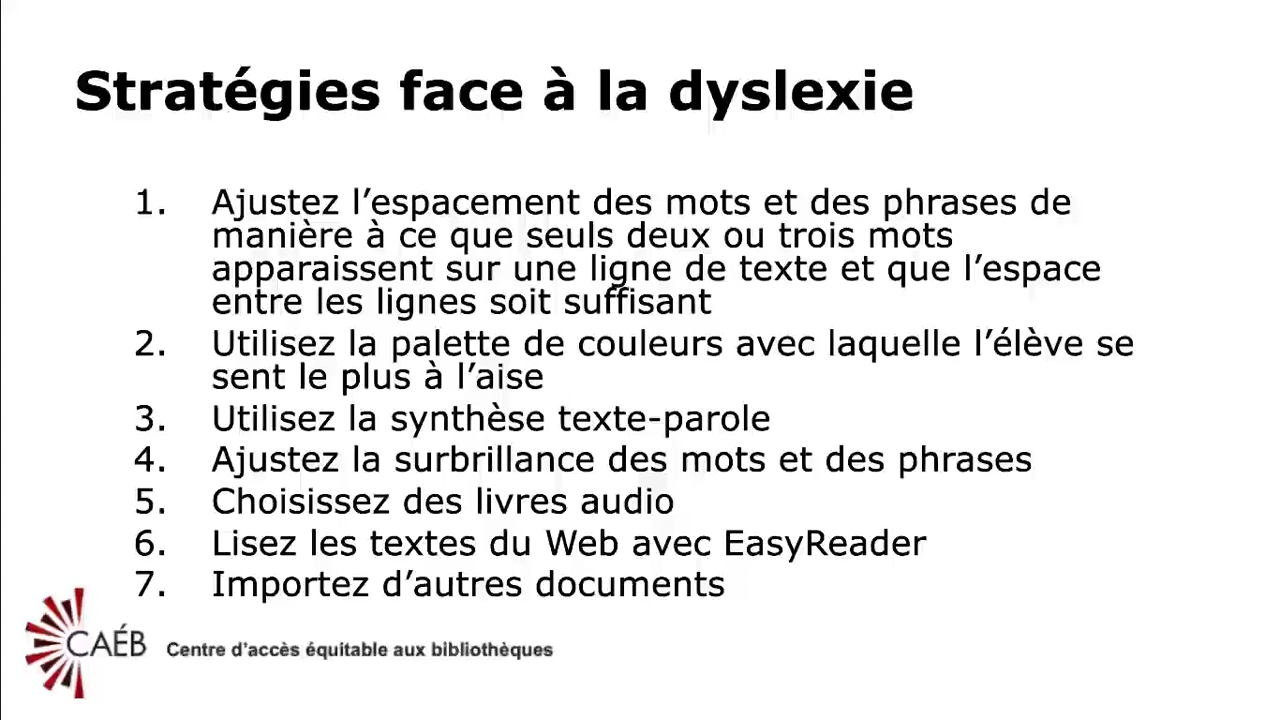 Stratégies face à la dyslexie
1. Ajustez l’espacement des mots et des phrases de
manière à ce que seuls deux ou trois mots
apparaissent sur une ligne de texte et que l’espace
entre les lignes soit suffisant
2. Utilisez la palette de couleurs avec laquelle l’élève se
sent le plus à l’aise
3. Utilisez la synthèse texte-parole
4. Ajustez la surbrillance des mots et des phrases
5. Choisissez des livres audio
6. Lisez les textes du Web avec EasyReader
7. Importez d’autres documents
CAÉB Centre d’accès équitable aux bibliothèques